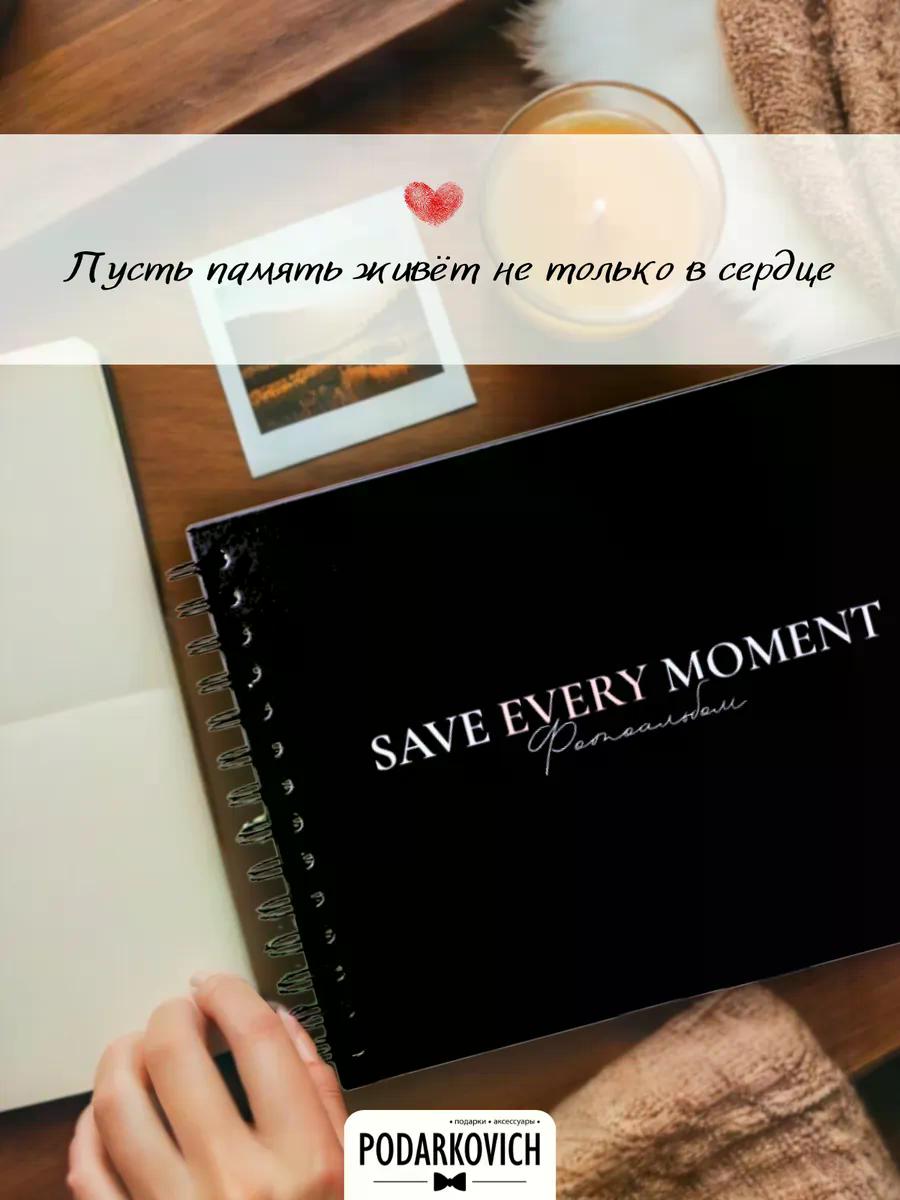 Пусть память живёт не только в сердце
SAVE EVERY MOMENT
Фотоальбом
• подарки • аксессуары •
PODARKOVICH